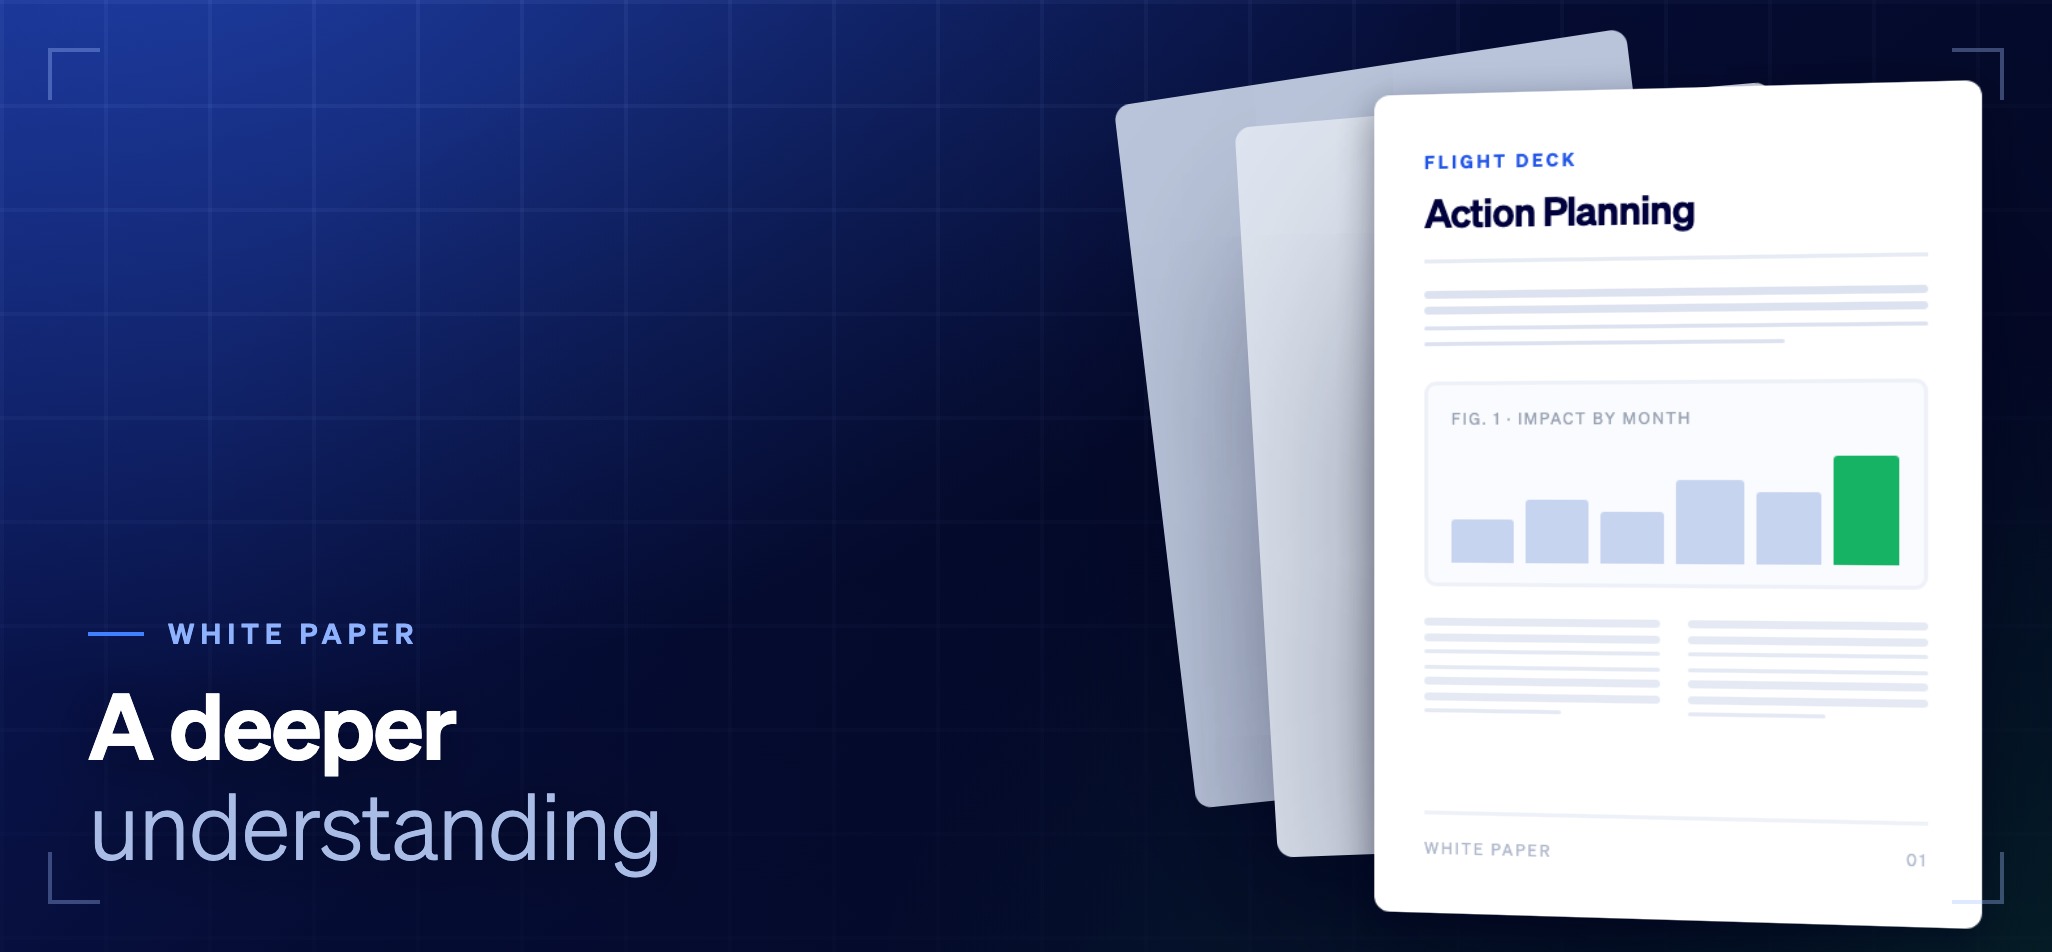 WHITE PAPER
A deeper
understanding
FLIGHT DECK
Action Planning
FIG. 1 · IMPACT BY MONTH
WHITE PAPER
01